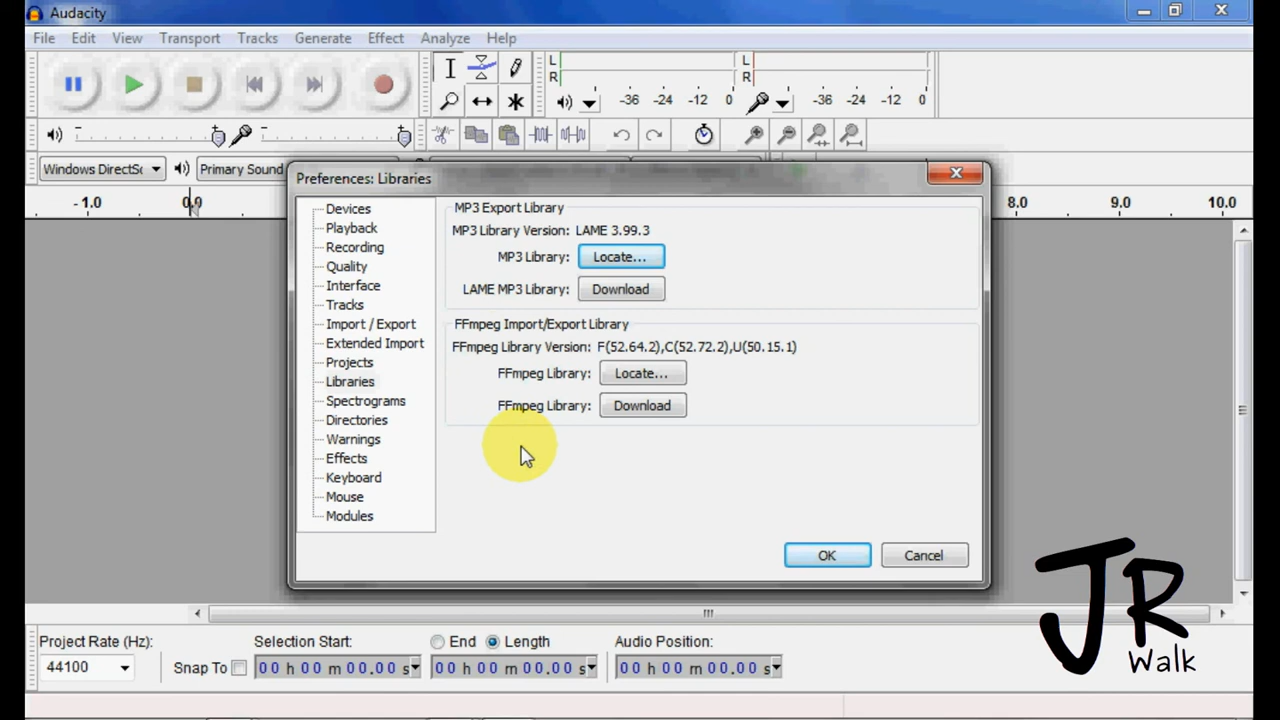 Audacity
File Edit View Transport Tracks Generate Effect Analyze Help
L L
R R
-36 -24 -12 0 -36 -24 -12 0
Windows DirectSc Primary Sound
-1.0 0.0 8.0 9.0 10.0
Preferences: Libraries
Devices
Playback
Recording
Quality
Interface
Tracks
Import / Export
Extended Import
Projects
Libraries
Spectrograms
Directories
Warnings
Effects
Keyboard
Mouse
Modules
MP3 Export Library
MP3 Library Version: LAME 3.99.3
MP3 Library: Locate...
LAME MP3 Library: Download
FFmpeg Import/Export Library
FFmpeg Library Version: F(52.64.2),C(52.72.2),U(50.15.1)
FFmpeg Library: Locate...
FFmpeg Library: Download
OK Cancel
Project Rate (Hz): Selection Start: End Length Audio Position:
44100 Snap To 00 h 00 m 00.00 s 00 h 00 m 00.00 s 00 h 00 m 00.00 s
JR
Walk